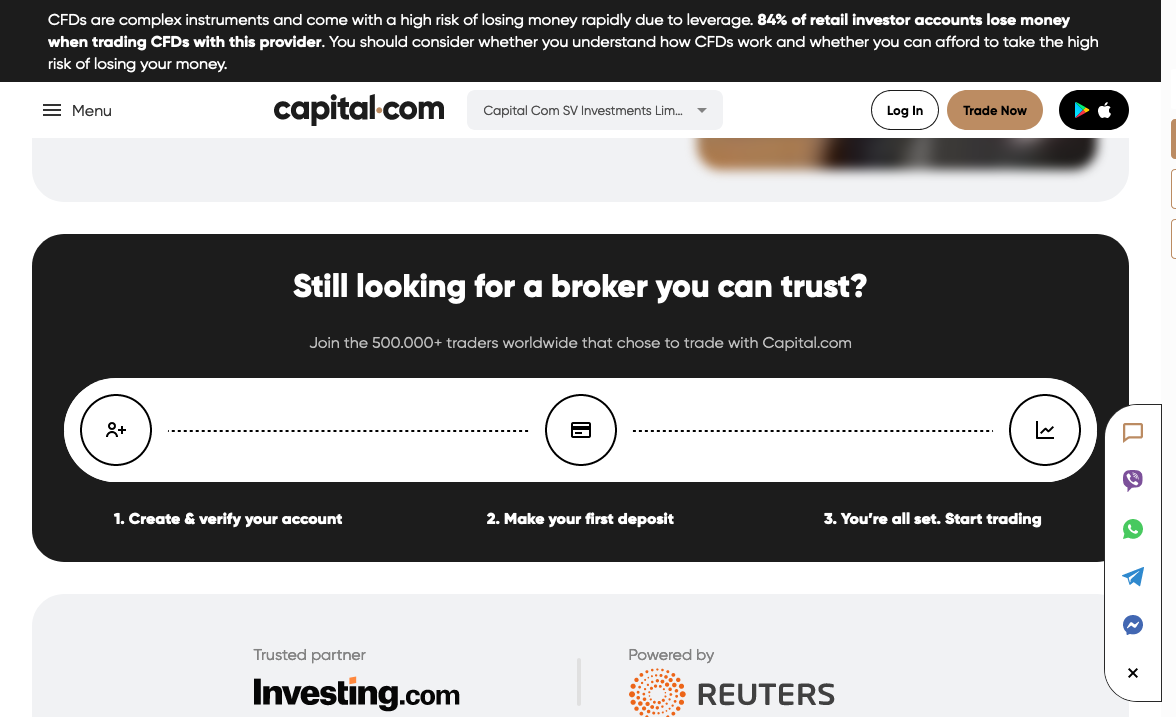 CFDs are complex instruments and come with a high risk of losing money rapidly due to leverage. 84% of retail investor accounts lose money
when trading CFDs with this provider. You should consider whether you understand how CFDs work and whether you can afford to take the high
risk of losing your money.
Menu
capital.com
Capital Com SV Investments Lim...
Log In
Trade Now
Still looking for a broker you can trust?
Join the 500.000+ traders worldwide that chose to trade with Capital.com
1. Create & verify your account
2. Make your first deposit
3. You're all set. Start trading
Trusted partner
Investing.com
Powered by
REUTERS